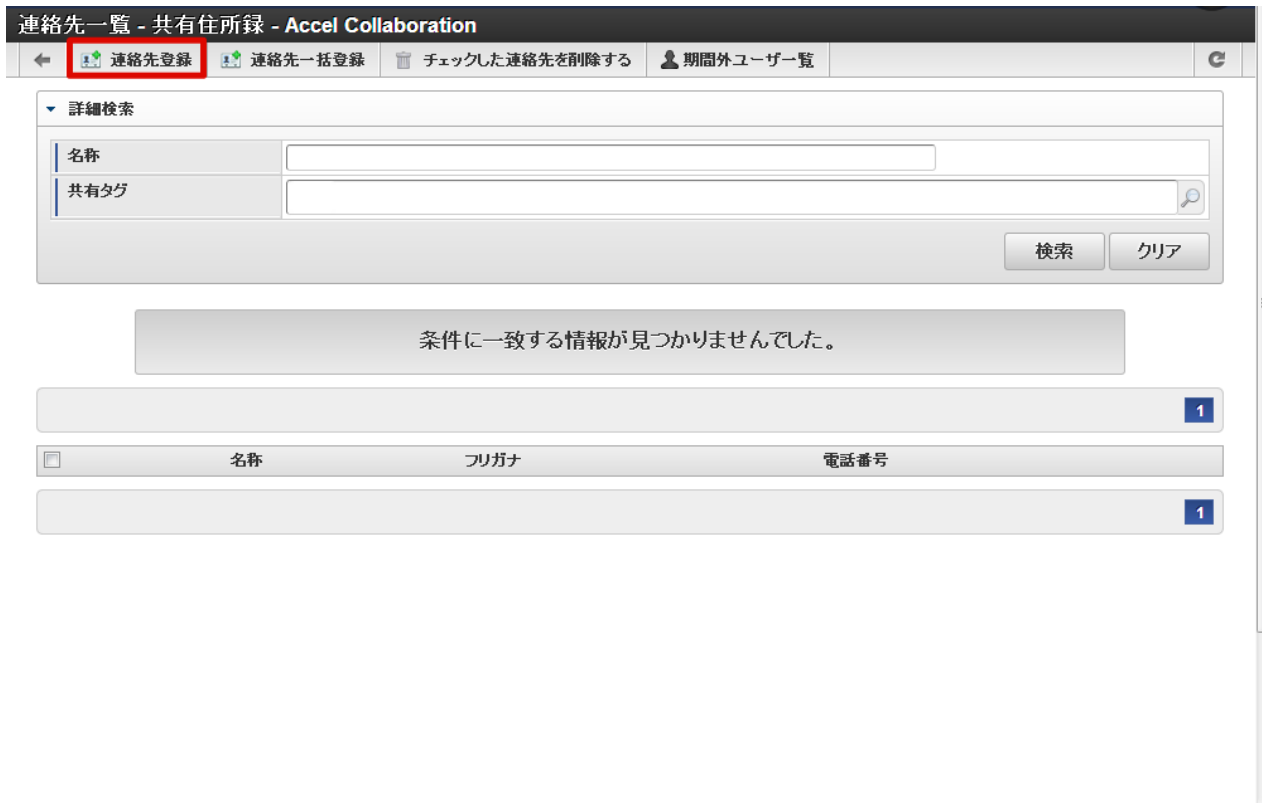 連絡先一覧 - 共有住所録 - Accel Collaboration
連絡先登録 連絡先一括登録 チェックした連絡先を削除する 期間外ユーザ一覧
詳細検索
名称
共有タグ
検索 クリア
条件に一致する情報が見つかりませんでした。
1
名称 フリガナ 電話番号
1